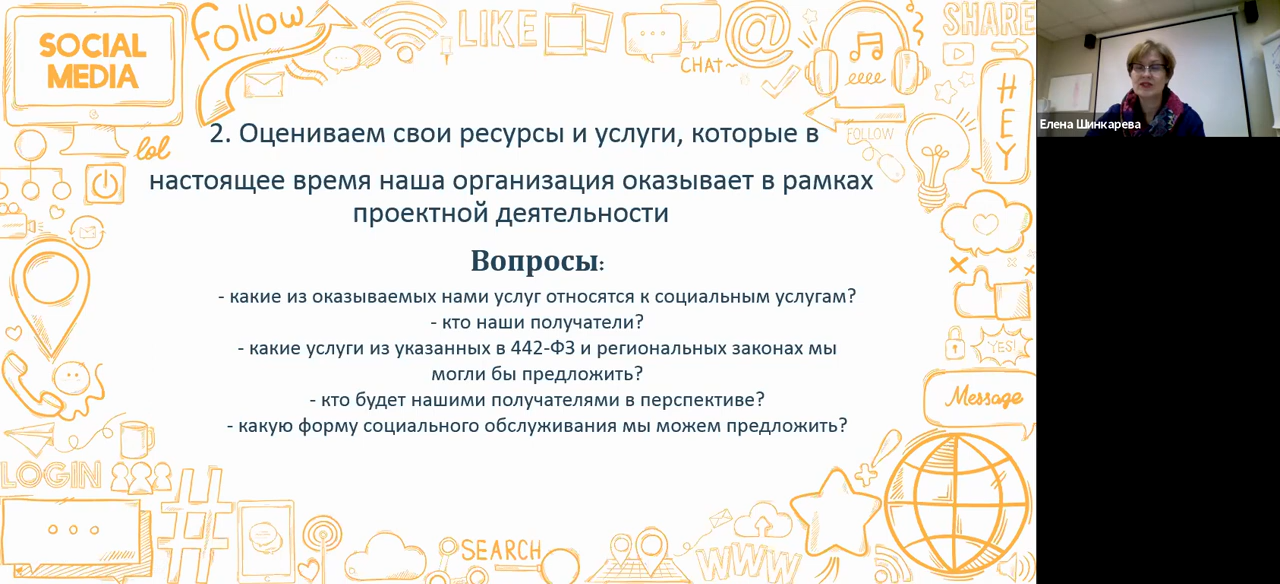 SOCIAL
MEDIA
Follow
LIKE
CHAT~
@
SHARE
HEY
FOLLOW
lol
2. Оцениваем свои ресурсы и услуги, которые в
настоящее время наша организация оказывает в рамках
проектной деятельности
Вопросы:
- какие из оказываемых нами услуг относятся к социальным услугам?
- кто наши получатели?
- какие услуги из указанных в 442-ФЗ и региональных законах мы
могли бы предложить?
- кто будет нашими получателями в перспективе?
- какую форму социального обслуживания мы можем предложить?
YES!
Message
LOGIN
#
SEARCH
WWW
Елена Шинкарева